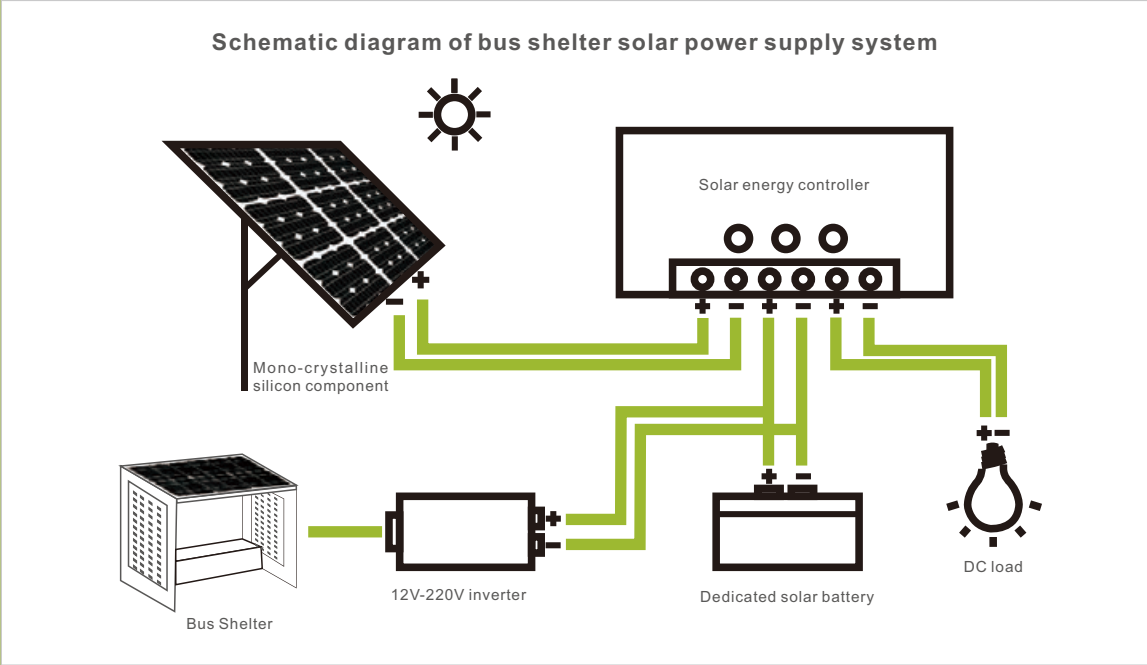 Schematic diagram of bus shelter solar power supply system
Solar energy controller
+
−
+ − + − + −
Mono-crystalline
silicon component
+ −
+ −
+
−
DC load
12V-220V inverter
Dedicated solar battery
Bus Shelter